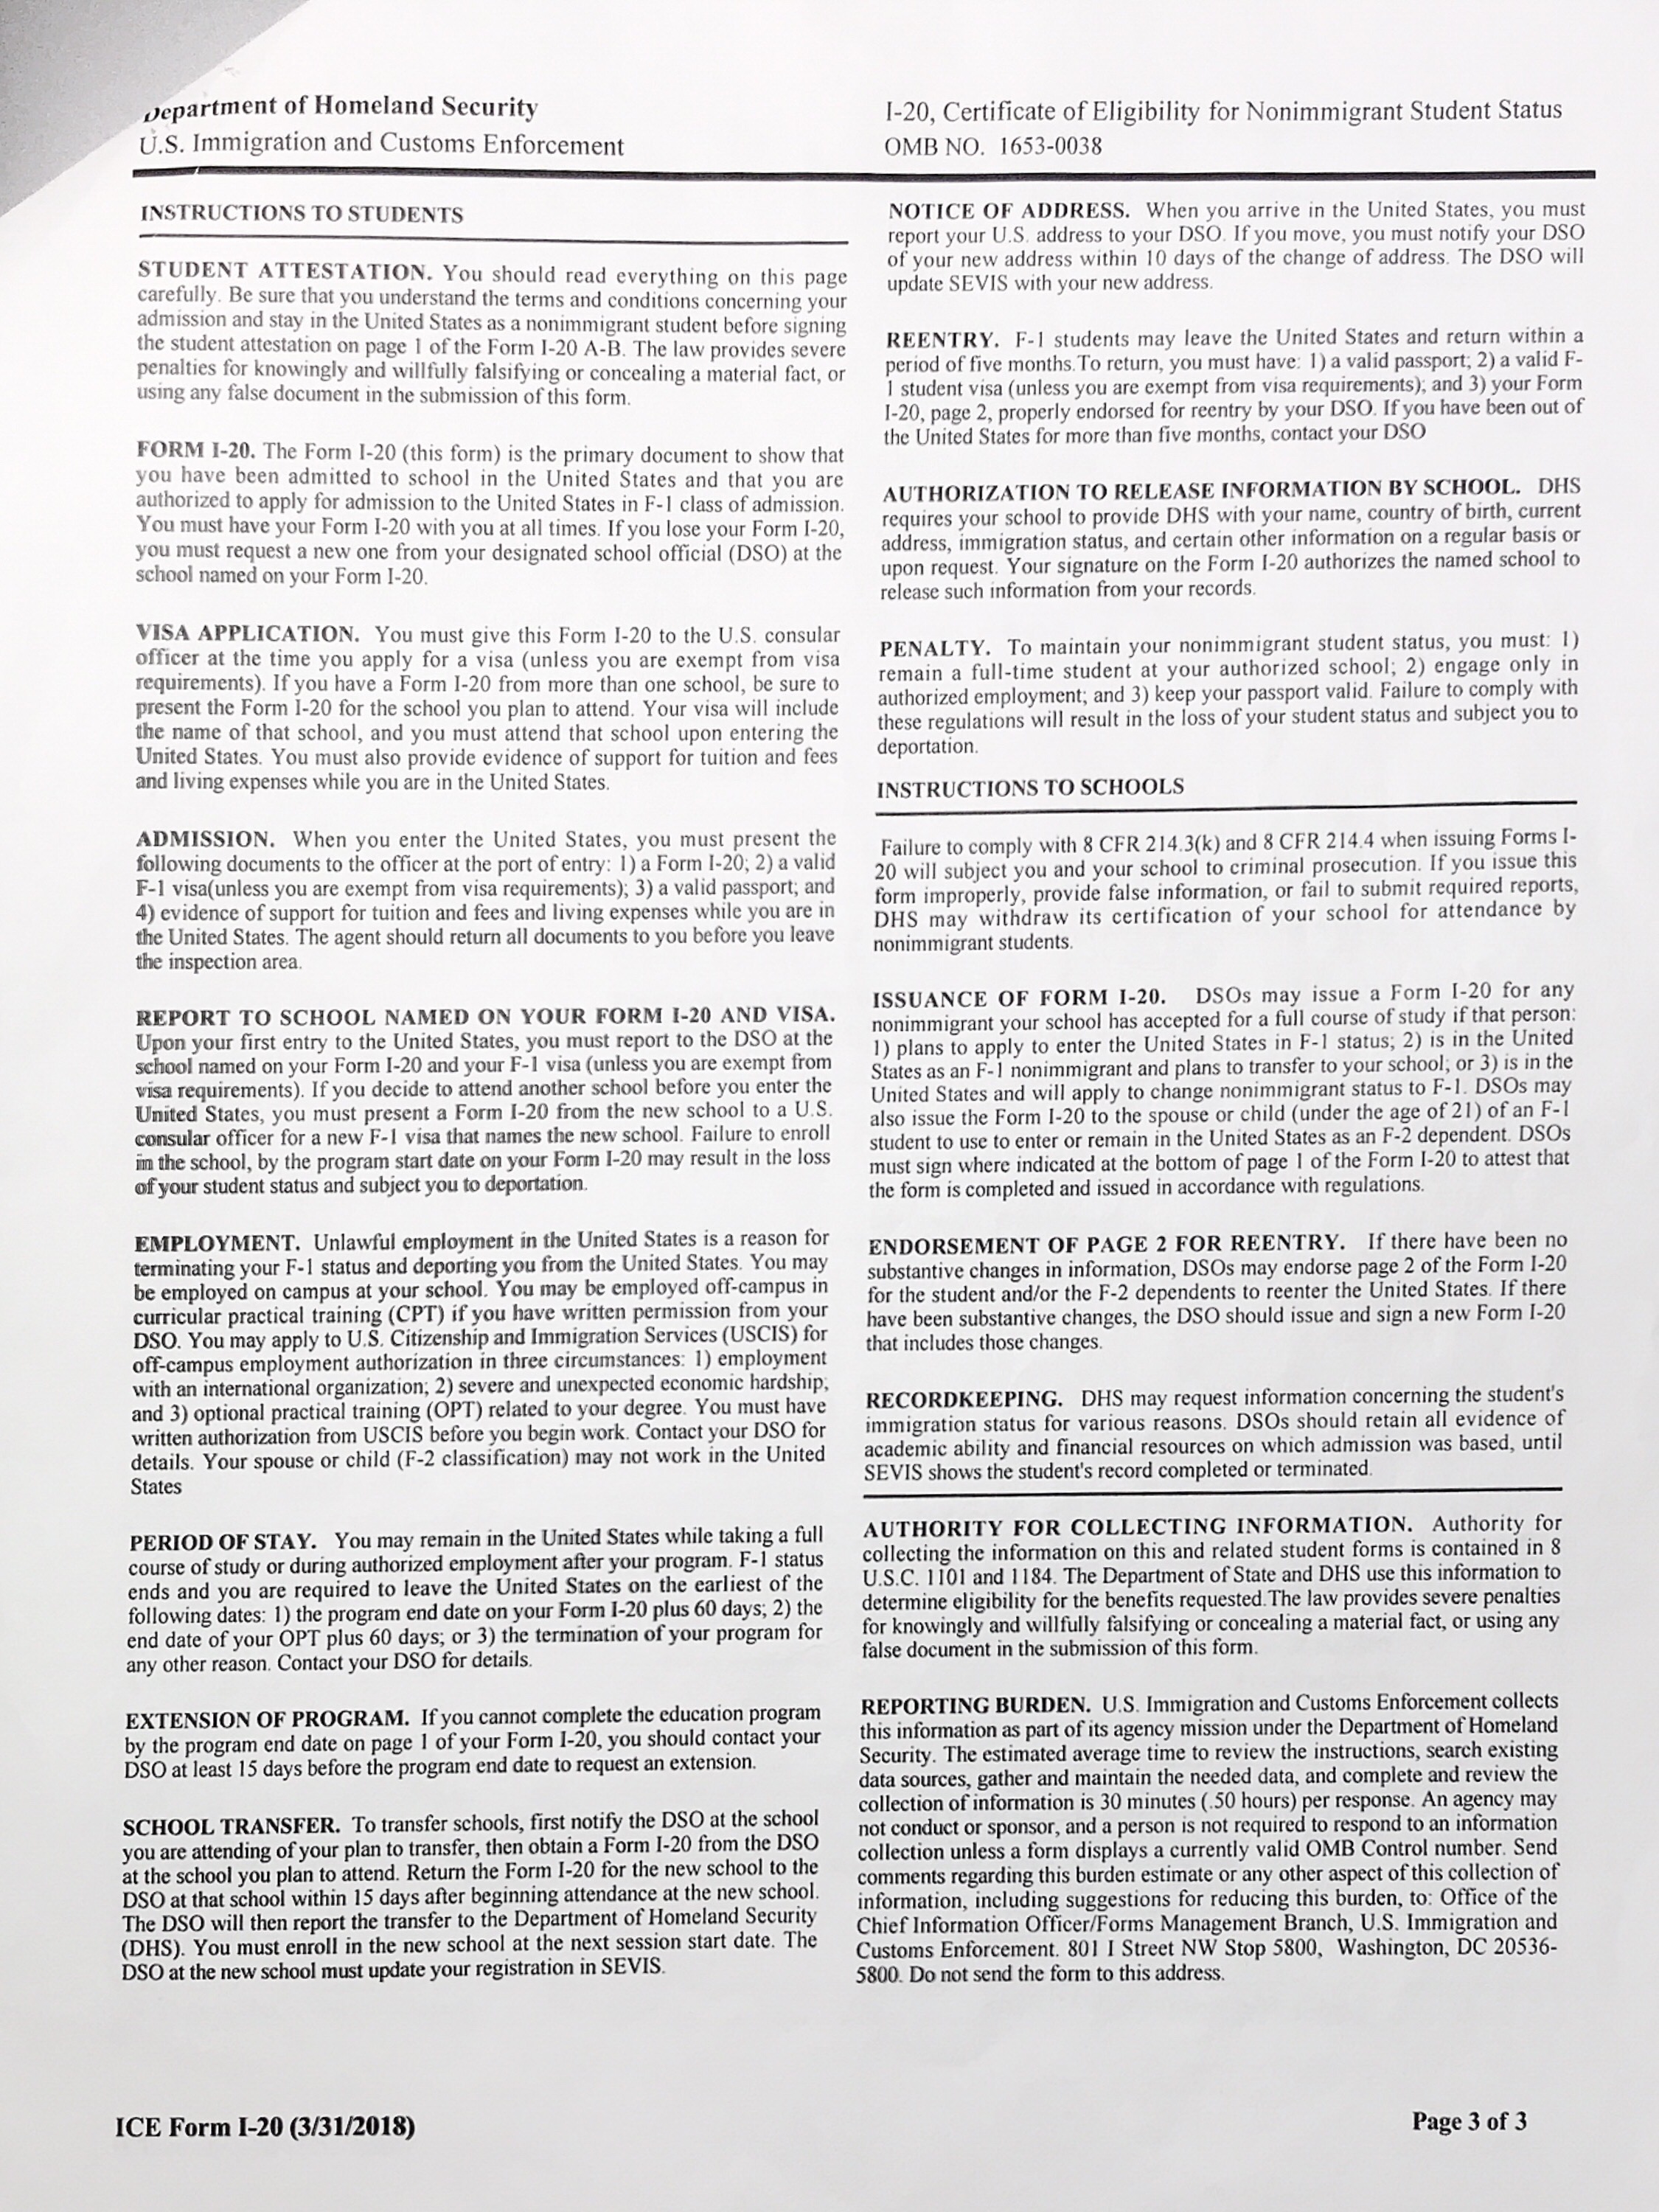 Department of Homeland Security
U.S. Immigration and Customs Enforcement
I-20, Certificate of Eligibility for Nonimmigrant Student Status
OMB NO. 1653-0038
INSTRUCTIONS TO STUDENTS
STUDENT ATTESTATION. You should read everything on this page
carefully. Be sure that you understand the terms and conditions concerning your
admission and stay in the United States as a nonimmigrant student before signing
the student attestation on page 1 of the Form I-20 A-B. The law provides severe
penalties for knowingly and willfully falsifying or concealing a material fact, or
using any false document in the submission of this form.
FORM I-20. The Form I-20 (this form) is the primary document to show that
you have been admitted to school in the United States and that you are
authorized to apply for admission to the United States in F-1 class of admission.
You must have your Form I-20 with you at all times. If you lose your Form I-20,
you must request a new one from your designated school official (DSO) at the
school named on your Form I-20.
VISA APPLICATION. You must give this Form I-20 to the U.S. consular
officer at the time you apply for a visa (unless you are exempt from visa
requirements). If you have a Form I-20 from more than one school, be sure to
present the Form I-20 for the school you plan to attend. Your visa will include
the name of that school, and you must attend that school upon entering the
United States. You must also provide evidence of support for tuition and fees
and living expenses while you are in the United States.
ADMISSION. When you enter the United States, you must present the
following documents to the officer at the port of entry: 1) a Form I-20; 2) a valid
F-1 visa(unless you are exempt from visa requirements); 3) a valid passport; and
4) evidence of support for tuition and fees and living expenses while you are in
the United States. The agent should return all documents to you before you leave
the inspection area.
REPORT TO SCHOOL NAMED ON YOUR FORM I-20 AND VISA.
Upon your first entry to the United States, you must report to the DSO at the
school named on your Form I-20 and your F-1 visa (unless you are exempt from
visa requirements). If you decide to attend another school before you enter the
United States, you must present a Form I-20 from the new school to a U.S.
consular officer for a new F-1 visa that names the new school. Failure to enroll
in the school, by the program start date on your Form I-20 may result in the loss
of your student status and subject you to deportation.
EMPLOYMENT. Unlawful employment in the United States is a reason for
terminating your F-1 status and deporting you from the United States. You may
be employed on campus at your school. You may be employed off-campus in
curricular practical training (CPT) if you have written permission from your
DSO. You may apply to U.S. Citizenship and Immigration Services (USCIS) for
off-campus employment authorization in three circumstances: 1) employment
with an international organization; 2) severe and unexpected economic hardship;
and 3) optional practical training (OPT) related to your degree. You must have
written authorization from USCIS before you begin work. Contact your DSO for
details. Your spouse or child (F-2 classification) may not work in the United
States
PERIOD OF STAY. You may remain in the United States while taking a full
course of study or during authorized employment after your program. F-1 status
ends and you are required to leave the United States on the earliest of the
following dates: 1) the program end date on your Form I-20 plus 60 days; 2) the
end date of your OPT plus 60 days; or 3) the termination of your program for
any other reason. Contact your DSO for details.
EXTENSION OF PROGRAM. If you cannot complete the education program
by the program end date on page 1 of your Form I-20, you should contact your
DSO at least 15 days before the program end date to request an extension.
SCHOOL TRANSFER. To transfer schools, first notify the DSO at the school
you are attending of your plan to transfer, then obtain a Form I-20 from the DSO
at the school you plan to attend. Return the Form I-20 for the new school to the
DSO at that school within 15 days after beginning attendance at the new school.
The DSO will then report the transfer to the Department of Homeland Security
(DHS). You must enroll in the new school at the next session start date. The
DSO at the new school must update your registration in SEVIS.
NOTICE OF ADDRESS. When you arrive in the United States, you must
report your U.S. address to your DSO. If you move, you must notify your DSO
of your new address within 10 days of the change of address. The DSO will
update SEVIS with your new address.
REENTRY. F-1 students may leave the United States and return within a
period of five months.To return, you must have: 1) a valid passport; 2) a valid F-
1 student visa (unless you are exempt from visa requirements); and 3) your Form
I-20, page 2, properly endorsed for reentry by your DSO. If you have been out of
the United States for more than five months, contact your DSO
AUTHORIZATION TO RELEASE INFORMATION BY SCHOOL. DHS
requires your school to provide DHS with your name, country of birth, current
address, immigration status, and certain other information on a regular basis or
upon request. Your signature on the Form I-20 authorizes the named school to
release such information from your records.
PENALTY. To maintain your nonimmigrant student status, you must: 1)
remain a full-time student at your authorized school; 2) engage only in
authorized employment; and 3) keep your passport valid. Failure to comply with
these regulations will result in the loss of your student status and subject you to
deportation.
INSTRUCTIONS TO SCHOOLS
Failure to comply with 8 CFR 214.3(k) and 8 CFR 214.4 when issuing Forms I-
20 will subject you and your school to criminal prosecution. If you issue this
form improperly, provide false information, or fail to submit required reports,
DHS may withdraw its certification of your school for attendance by
nonimmigrant students.
ISSUANCE OF FORM I-20. DSOs may issue a Form I-20 for any
nonimmigrant your school has accepted for a full course of study if that person:
1) plans to apply to enter the United States in F-1 status; 2) is in the United
States as an F-1 nonimmigrant and plans to transfer to your school; or 3) is in the
United States and will apply to change nonimmigrant status to F-1. DSOs may
also issue the Form I-20 to the spouse or child (under the age of 21) of an F-1
student to use to enter or remain in the United States as an F-2 dependent. DSOs
must sign where indicated at the bottom of page 1 of the Form I-20 to attest that
the form is completed and issued in accordance with regulations.
ENDORSEMENT OF PAGE 2 FOR REENTRY. If there have been no
substantive changes in information, DSOs may endorse page 2 of the Form I-20
for the student and/or the F-2 dependents to reenter the United States. If there
have been substantive changes, the DSO should issue and sign a new Form I-20
that includes those changes.
RECORDKEEPING. DHS may request information concerning the student's
immigration status for various reasons. DSOs should retain all evidence of
academic ability and financial resources on which admission was based, until
SEVIS shows the student's record completed or terminated.
AUTHORITY FOR COLLECTING INFORMATION. Authority for
collecting the information on this and related student forms is contained in 8
U.S.C. 1101 and 1184. The Department of State and DHS use this information to
determine eligibility for the benefits requested.The law provides severe penalties
for knowingly and willfully falsifying or concealing a material fact, or using any
false document in the submission of this form.
REPORTING BURDEN. U.S. Immigration and Customs Enforcement collects
this information as part of its agency mission under the Department of Homeland
Security. The estimated average time to review the instructions, search existing
data sources, gather and maintain the needed data, and complete and review the
collection of information is 30 minutes (.50 hours) per response. An agency may
not conduct or sponsor, and a person is not required to respond to an information
collection unless a form displays a currently valid OMB Control number. Send
comments regarding this burden estimate or any other aspect of this collection of
information, including suggestions for reducing this burden, to: Office of the
Chief Information Officer/Forms Management Branch, U.S. Immigration and
Customs Enforcement. 801 I Street NW Stop 5800, Washington, DC 20536-
5800. Do not send the form to this address.
ICE Form I-20 (3/31/2018)
Page 3 of 3